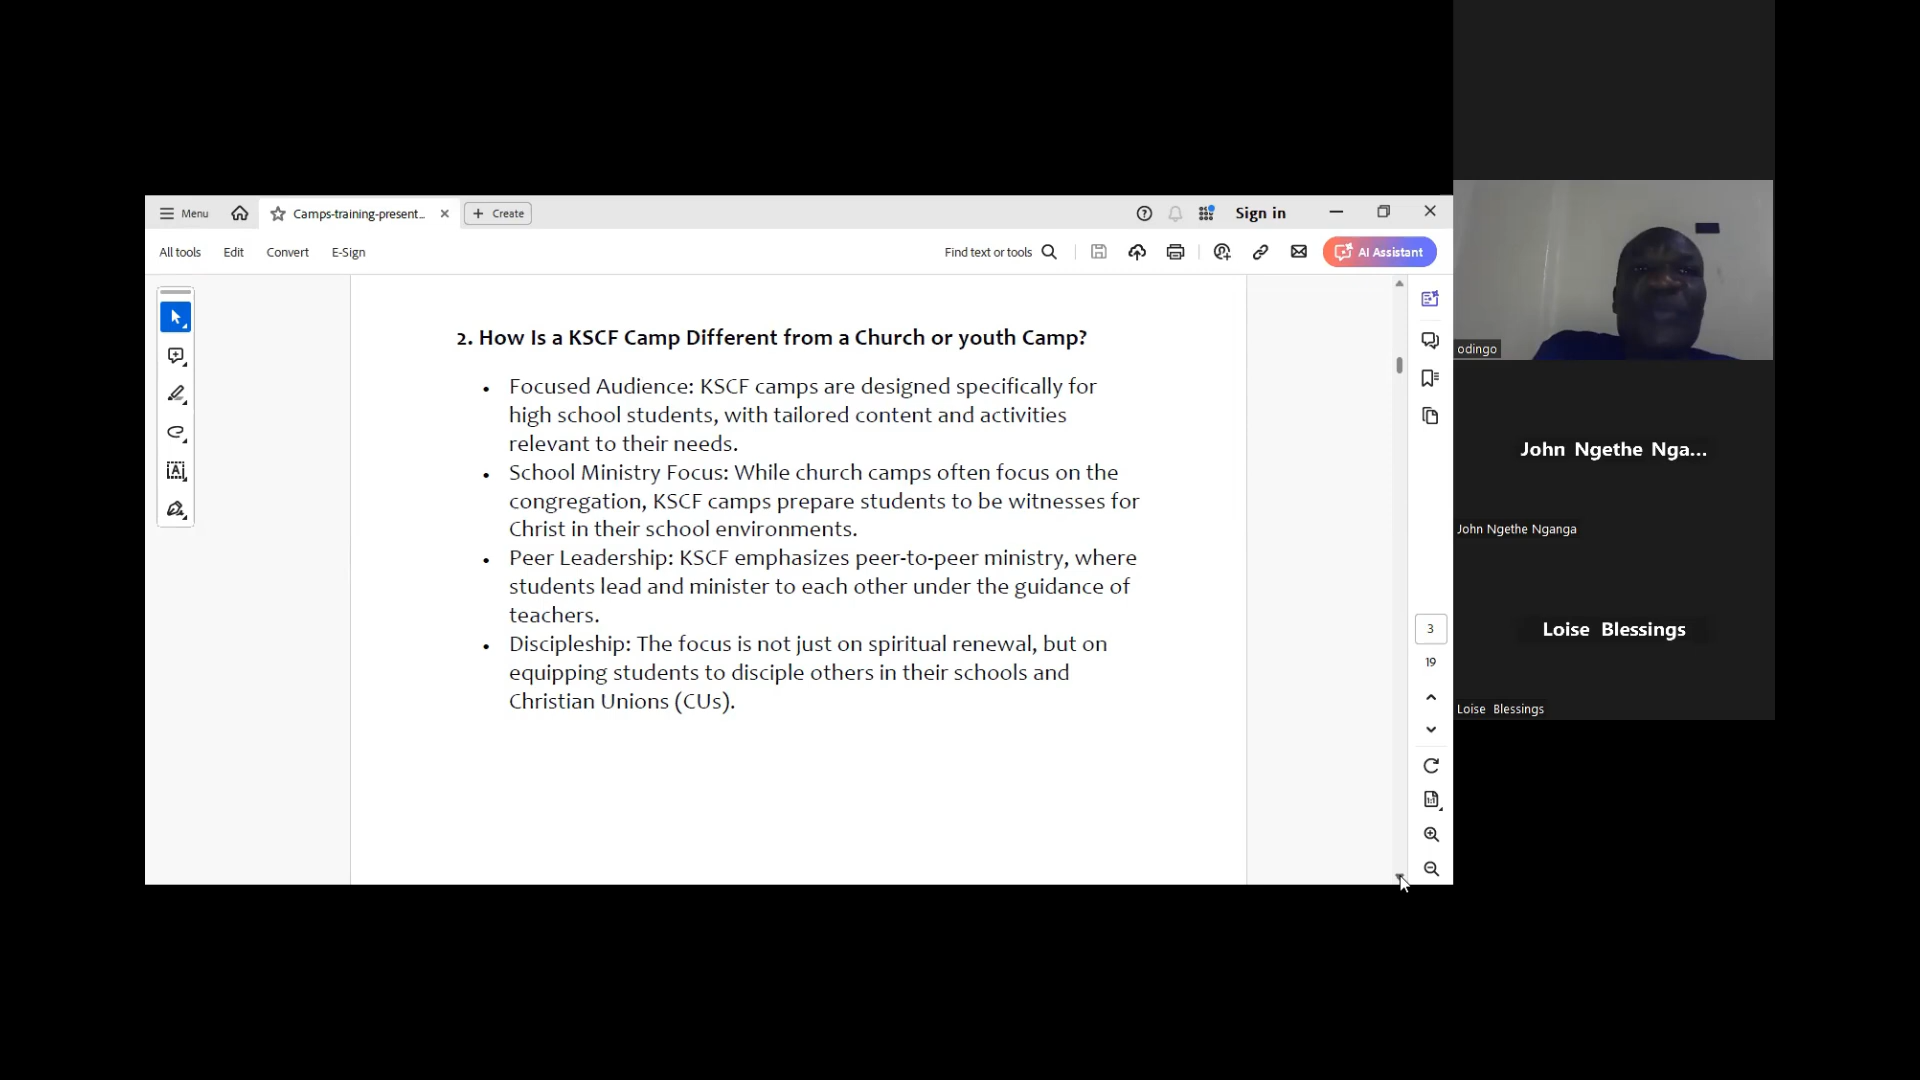 Menu
Camps-training-present...
Create
Sign in
All tools
Edit
Convert
E-Sign
Find text or tools
AI Assistant
2. How Is a KSCF Camp Different from a Church or youth Camp?
• Focused Audience: KSCF camps are designed specifically for
high school students, with tailored content and activities
relevant to their needs.
• School Ministry Focus: While church camps often focus on the
congregation, KSCF camps prepare students to be witnesses for
Christ in their school environments.
• Peer Leadership: KSCF emphasizes peer-to-peer ministry, where
students lead and minister to each other under the guidance of
teachers.
• Discipleship: The focus is not just on spiritual renewal, but on
equipping students to disciple others in their schools and
Christian Unions (CUs).
3
19
odingo
John Ngethe Nga...
John Ngethe Nganga
Loise Blessings
Loise Blessings